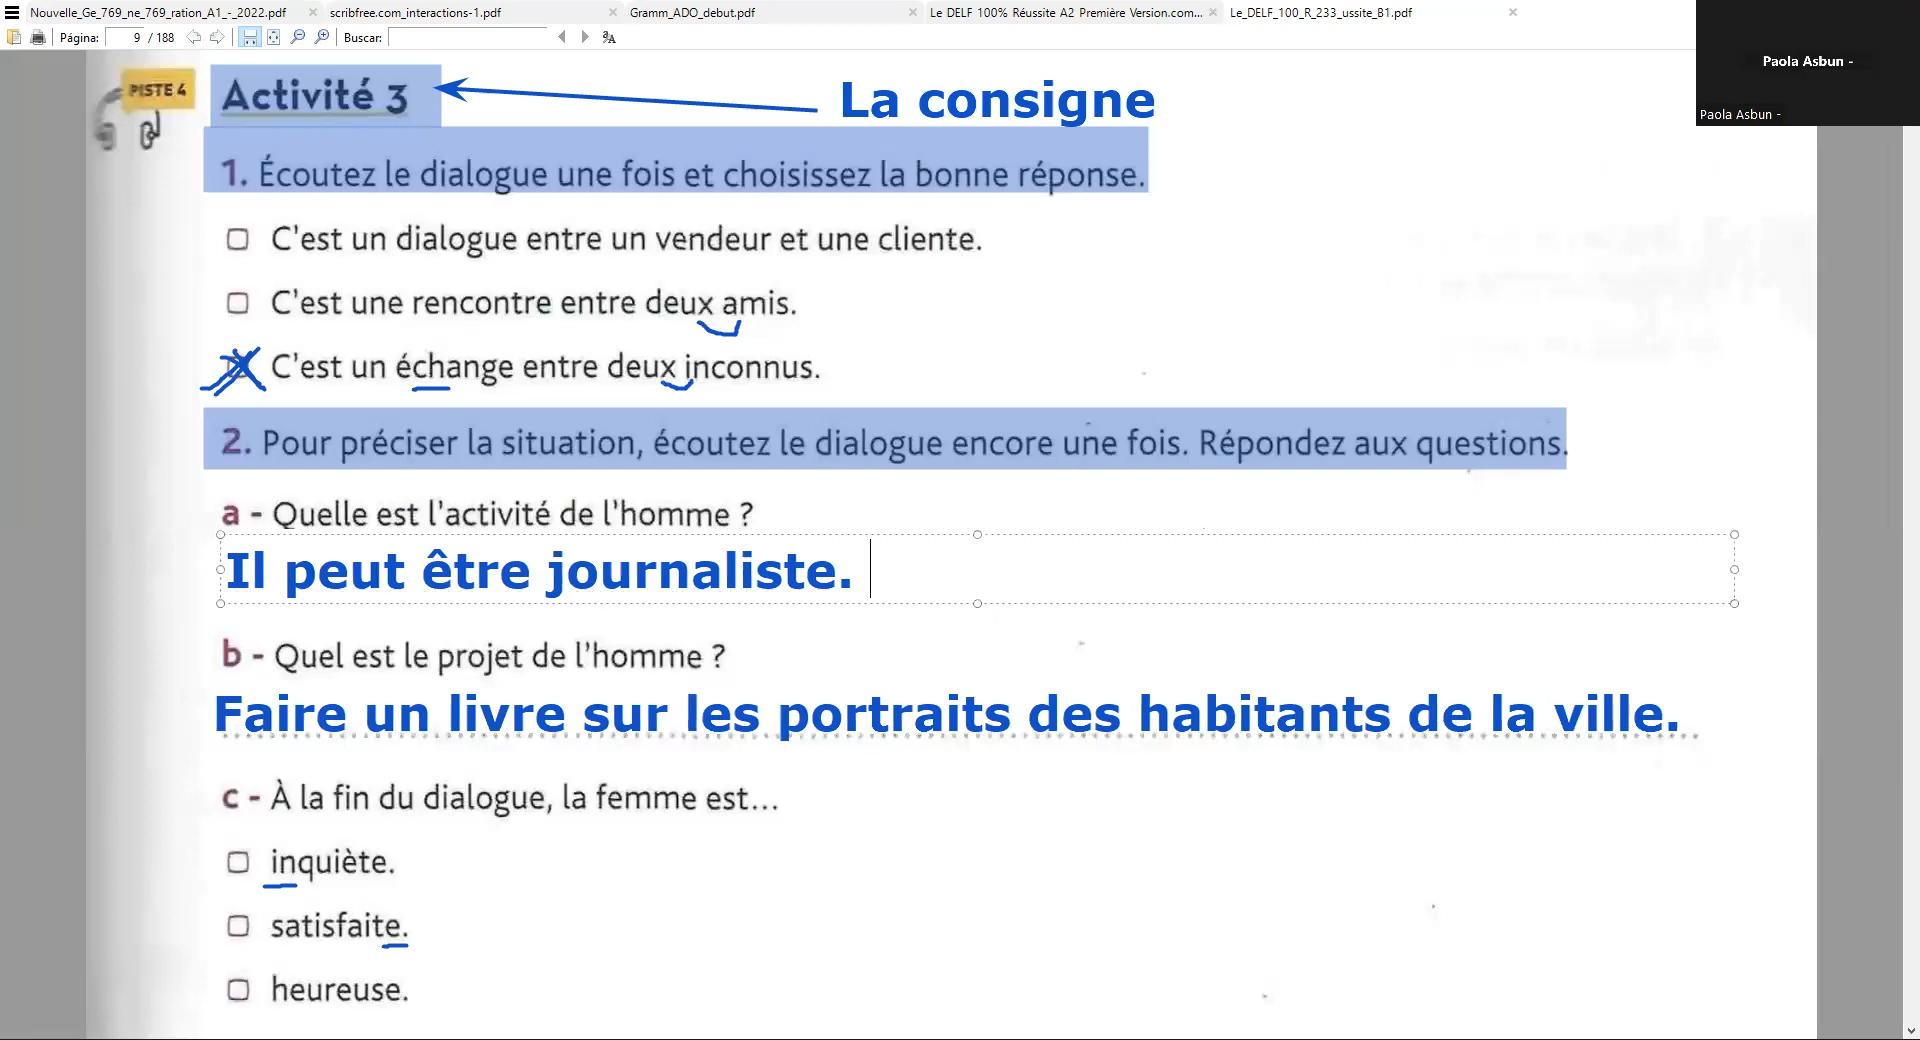 Nouvelle_Ge_769_ne_769_ration_A1_-_2022.pdf
scribfree.com_interactions-1.pdf
Gramm_ADO_debut.pdf
Le DELF 100% Réussite A2 Première Version.com...
Le_DELF_100_R_233_ussite_B1.pdf
Página: 9 / 188
Buscar:
Paola Asbun -
Paola Asbun -
PISTE 4
Activité 3
La consigne
1. Écoutez le dialogue une fois et choisissez la bonne réponse.
C'est un dialogue entre un vendeur et une cliente.
C'est une rencontre entre deux amis.
C'est un échange entre deux inconnus.
2. Pour préciser la situation, écoutez le dialogue encore une fois. Répondez aux questions.
a - Quelle est l'activité de l'homme ?
Il peut être journaliste.
b - Quel est le projet de l'homme ?
Faire un livre sur les portraits des habitants de la ville.
c - À la fin du dialogue, la femme est...
inquiète.
satisfaite.
heureuse.